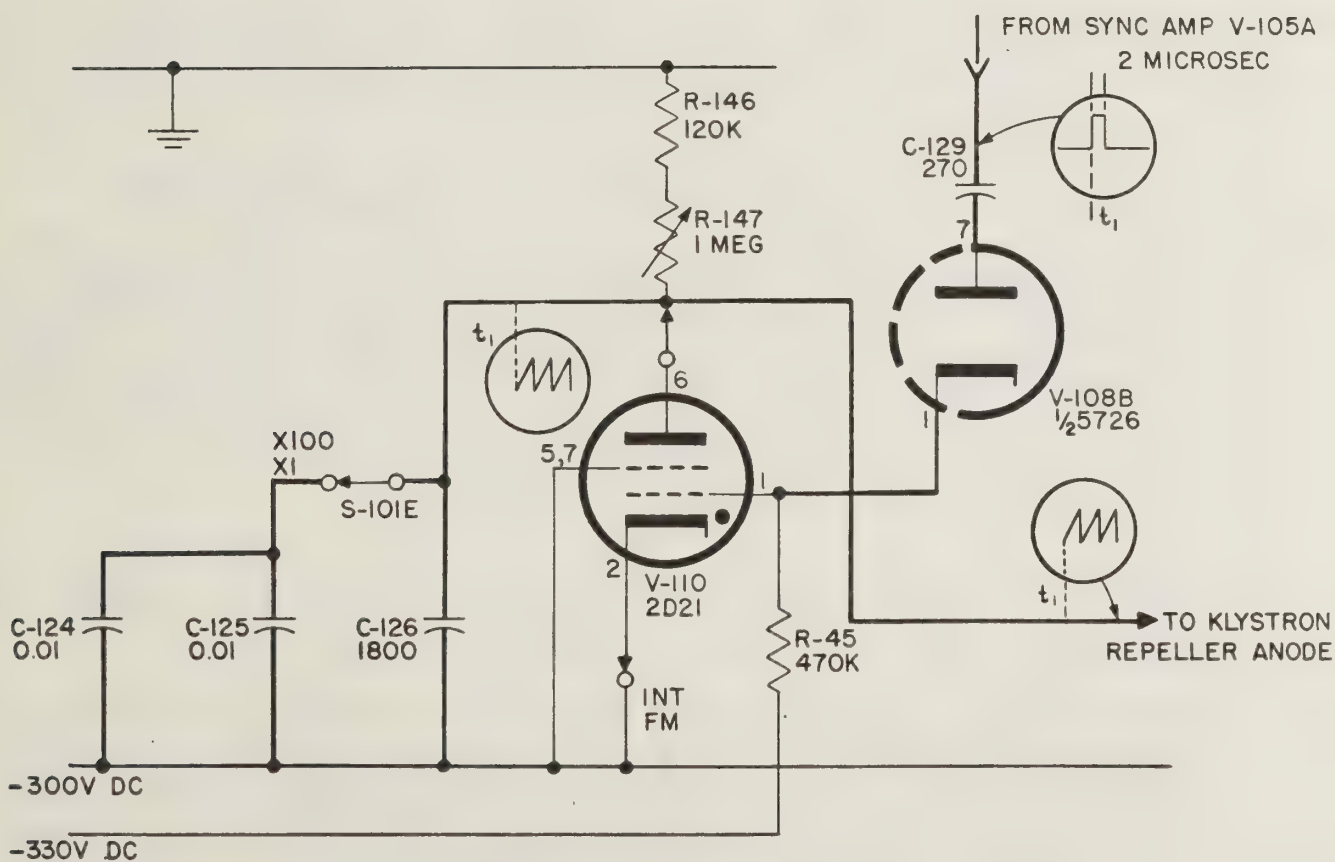 FROM SYNC AMP V-105A
2 MICROSEC
R-146
120K
C-129
270
t₁
R-147
1 MEG
7
t₁
6
V-108B
1/2 5726
1
X100
X1
S-101E
5,7
1
2
V-110
2D21
t₁
C-124
0.01
C-125
0.01
C-126
1800
R-45
470K
TO KLYSTRON
REPELLER ANODE
INT
FM
-300V DC
-330V DC